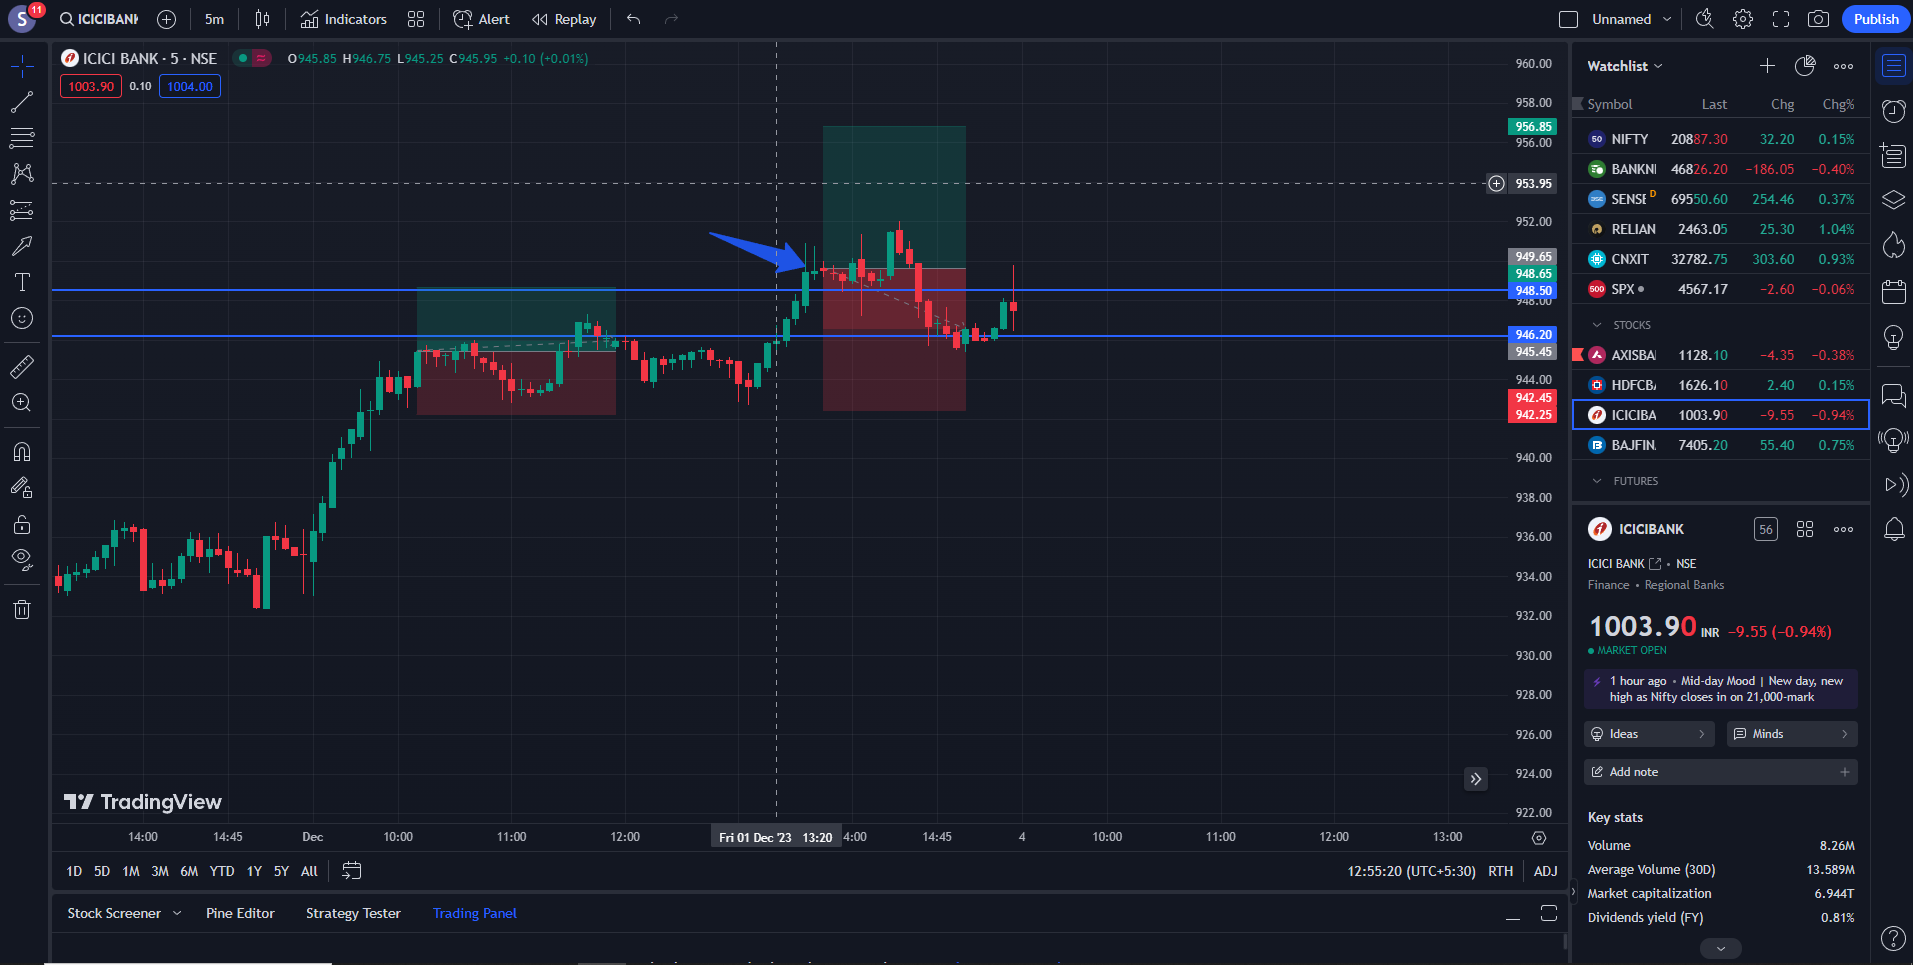 S 11 ICICIBANK 5m Indicators Alert Replay Unnamed Publish
ICICI BANK · 5 · NSE O945.85 H946.75 L945.25 C945.95 +0.10 (+0.01%)
1003.90 0.10 1004.00
960.00
958.00
956.85
956.00
953.95
952.00
949.65
948.65
948.50
948.00
946.20
945.45
944.00
942.45
942.25
940.00
938.00
936.00
934.00
932.00
930.00
928.00
926.00
924.00
922.00
TradingView
14:00 14:45 Dec 10:00 11:00 12:00 Fri 01 Dec '23 13:20 4:00 14:45 4 10:00 11:00 12:00 13:00
1D 5D 1M 3M 6M YTD 1Y 5Y All 12:55:20 (UTC+5:30) RTH ADJ
Stock Screener Pine Editor Strategy Tester Trading Panel
Watchlist
Symbol Last Chg Chg%
50 NIFTY 20887.30 32.20 0.15%
BANKNI 46826.20 −186.05 −0.40%
SENSE D 69550.60 254.46 0.37%
RELIAN 2463.05 25.30 1.04%
CNXIT 32782.75 303.60 0.93%
500 SPX 4567.17 −2.60 −0.06%
STOCKS
AXISBA 1128.10 −4.35 −0.38%
HDFCBA 1626.10 2.40 0.15%
ICICIBA 1003.90 −9.55 −0.94%
BAJFIN 7405.20 55.40 0.75%
FUTURES
ICICIBANK 56
ICICI BANK • NSE
Finance • Regional Banks
1003.90 INR −9.55 (−0.94%)
MARKET OPEN
1 hour ago • Mid-day Mood | New day, new
high as Nifty closes in on 21,000-mark
Ideas Minds
Add note
Key stats
Volume 8.26M
Average Volume (30D) 13.589M
Market capitalization 6.944T
Dividends yield (FY) 0.81%